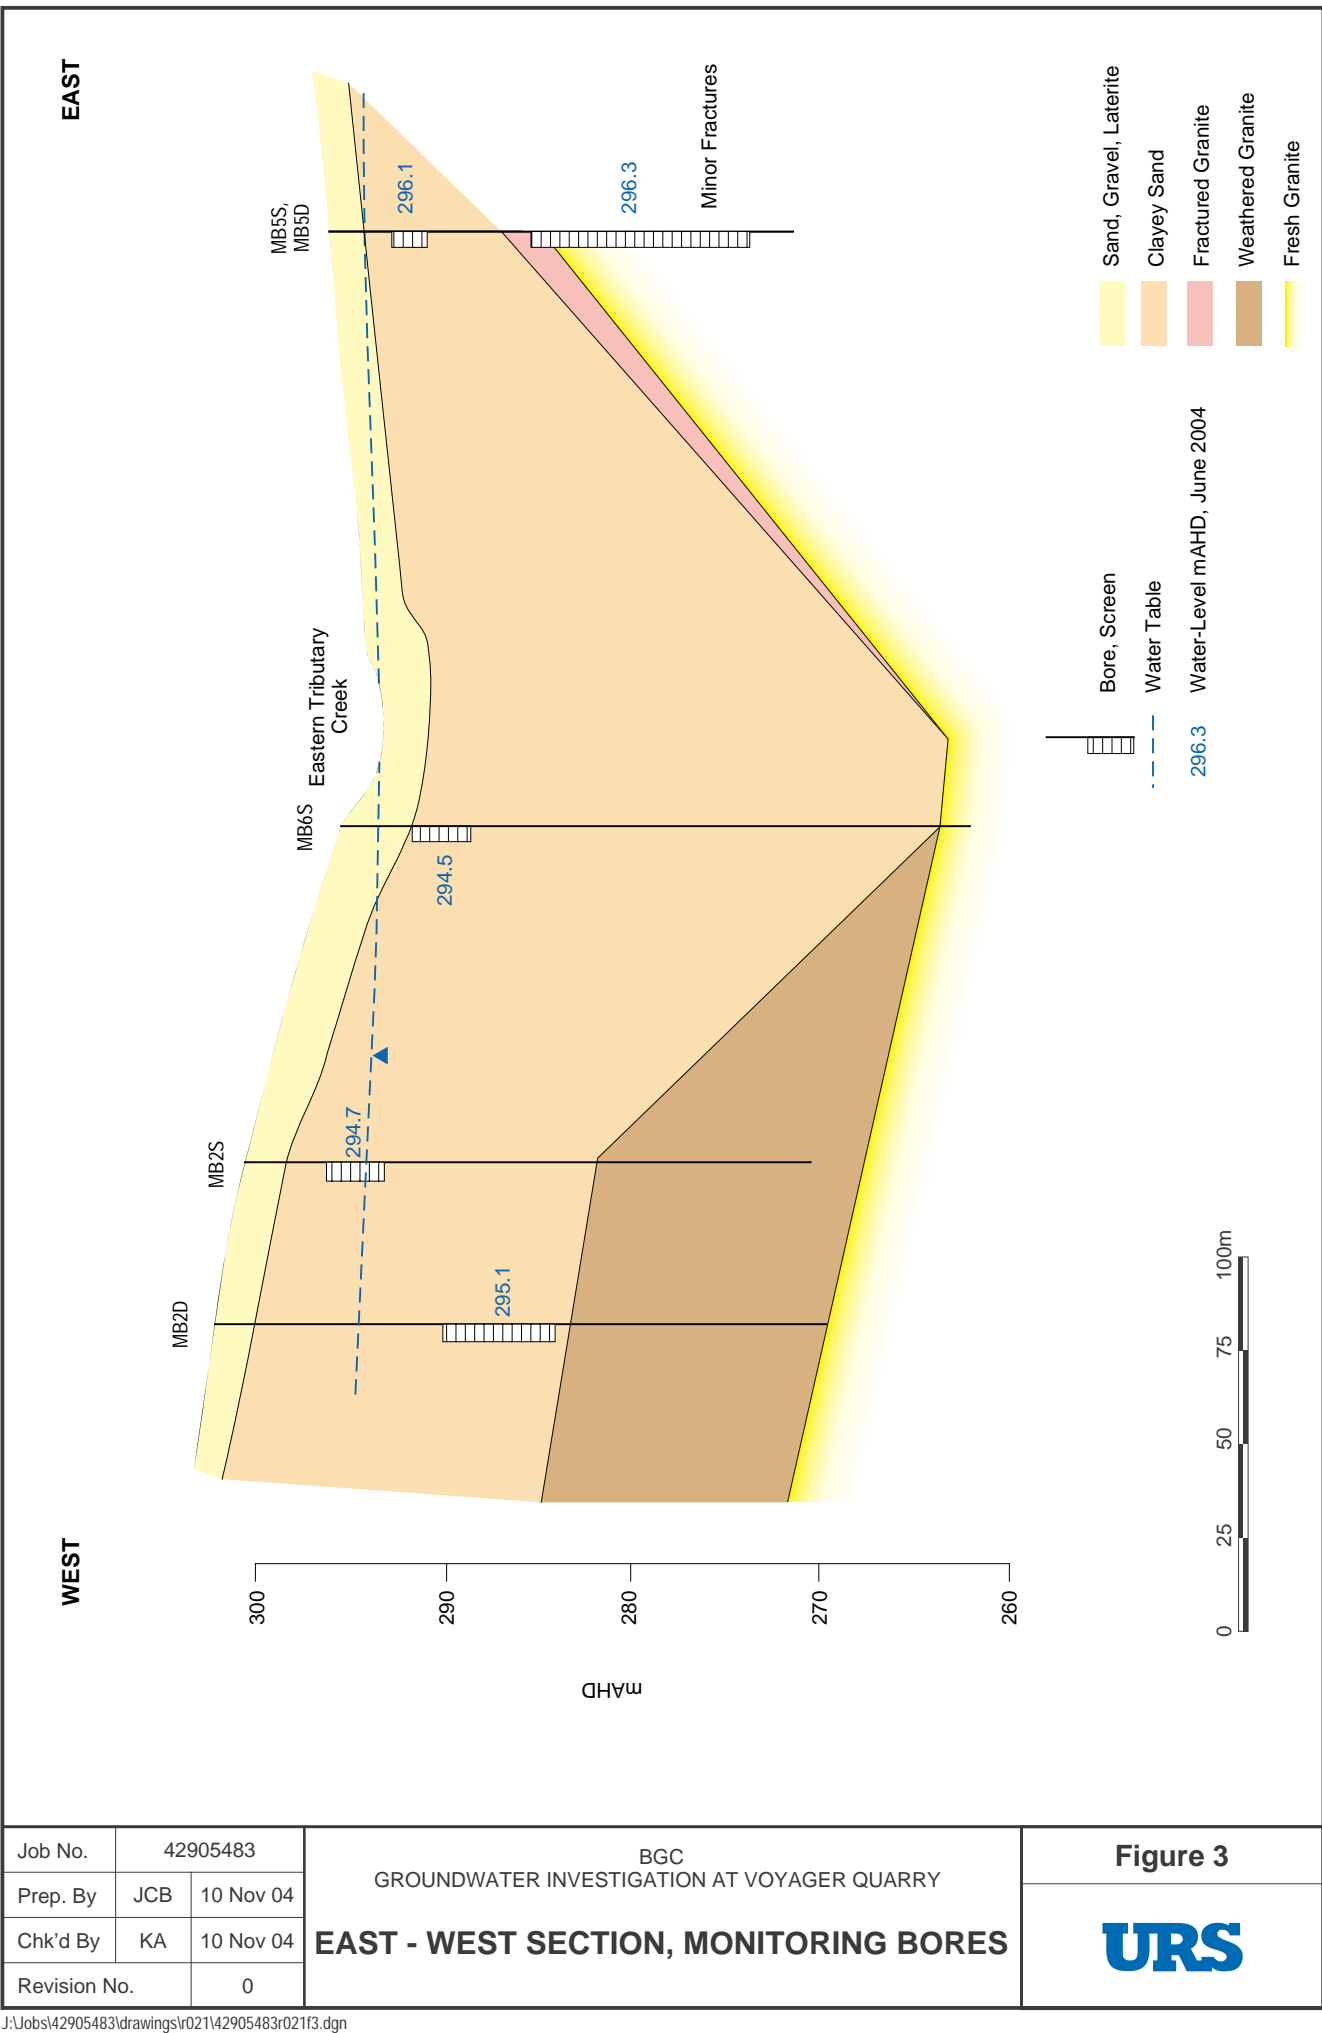 WEST
EAST
MB2D
MB2S
MB6S
Eastern Tributary
Creek
MB5S,
MB5D
295.1
294.7
294.5
296.1
296.3
Minor Fractures
mAHD
300
290
280
270
260
0
25
50
75
100m
Bore, Screen
Water Table
296.3
Water-Level mAHD, June 2004
Sand, Gravel, Laterite
Clayey Sand
Fractured Granite
Weathered Granite
Fresh Granite
Job No.
42905483
Prep. By
JCB
10 Nov 04
Chk'd By
KA
10 Nov 04
Revision No.
0
BGC
GROUNDWATER INVESTIGATION AT VOYAGER QUARRY
EAST - WEST SECTION, MONITORING BORES
Figure 3
URS
J:\Jobs\42905483\drawings\r021\42905483r021f3.dgn